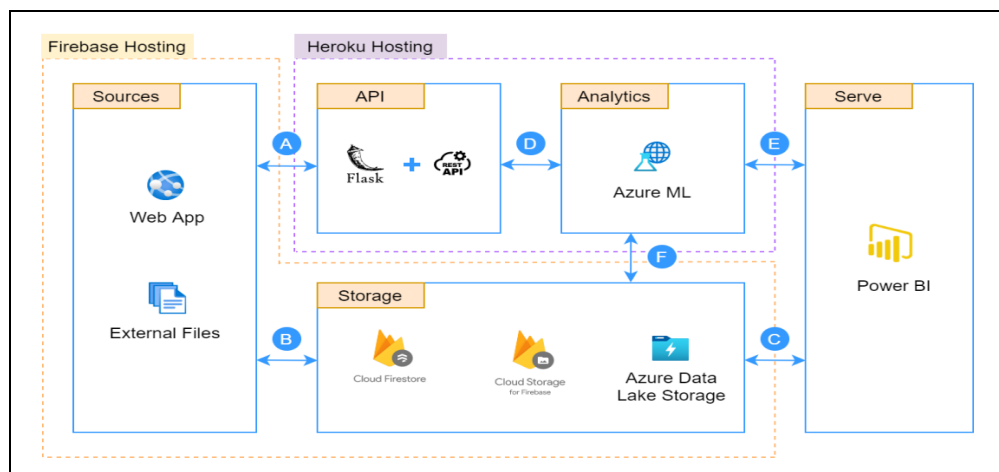 Firebase Hosting
Heroku Hosting
Sources
API
Analytics
Serve
A
D
E
Flask
+
REST
API
Web App
Azure ML
F
Power BI
Storage
External Files
B
C
Cloud Firestore
Cloud Storage
for Firebase
Azure Data
Lake Storage